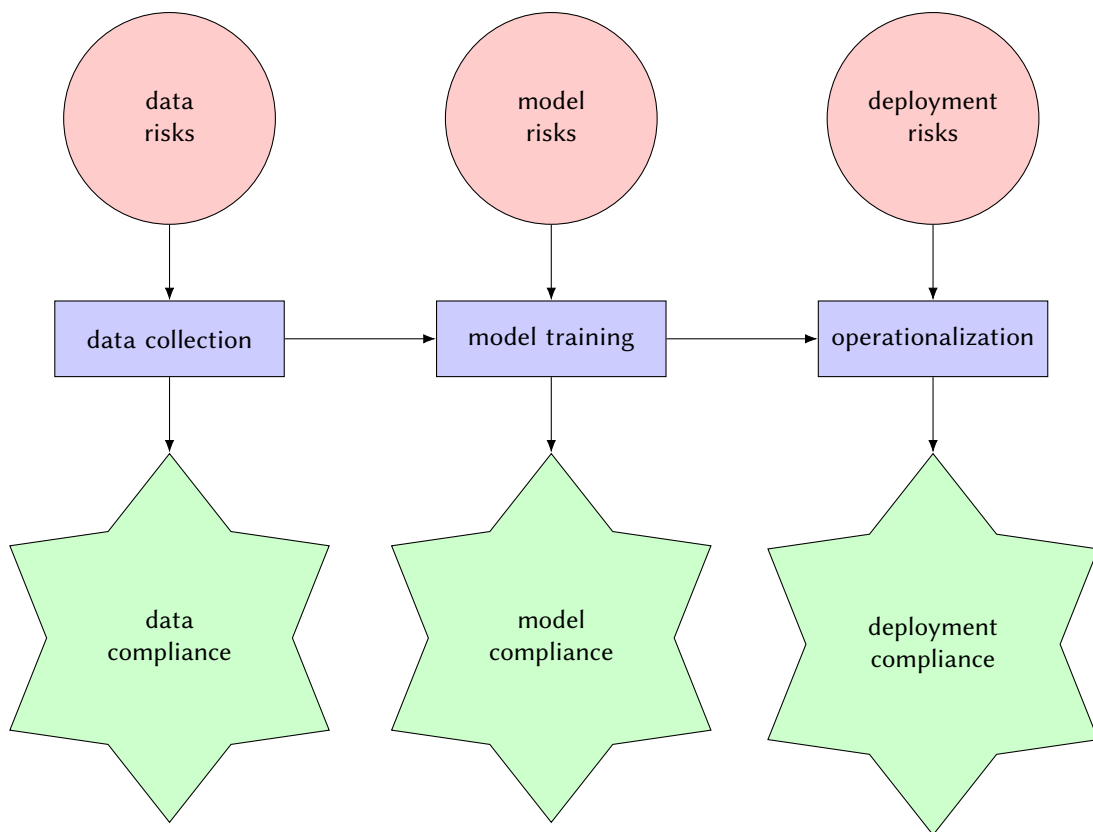 data
risks
model
risks
deployment
risks
data collection
model training
operationalization
data
compliance
model
compliance
deployment
compliance